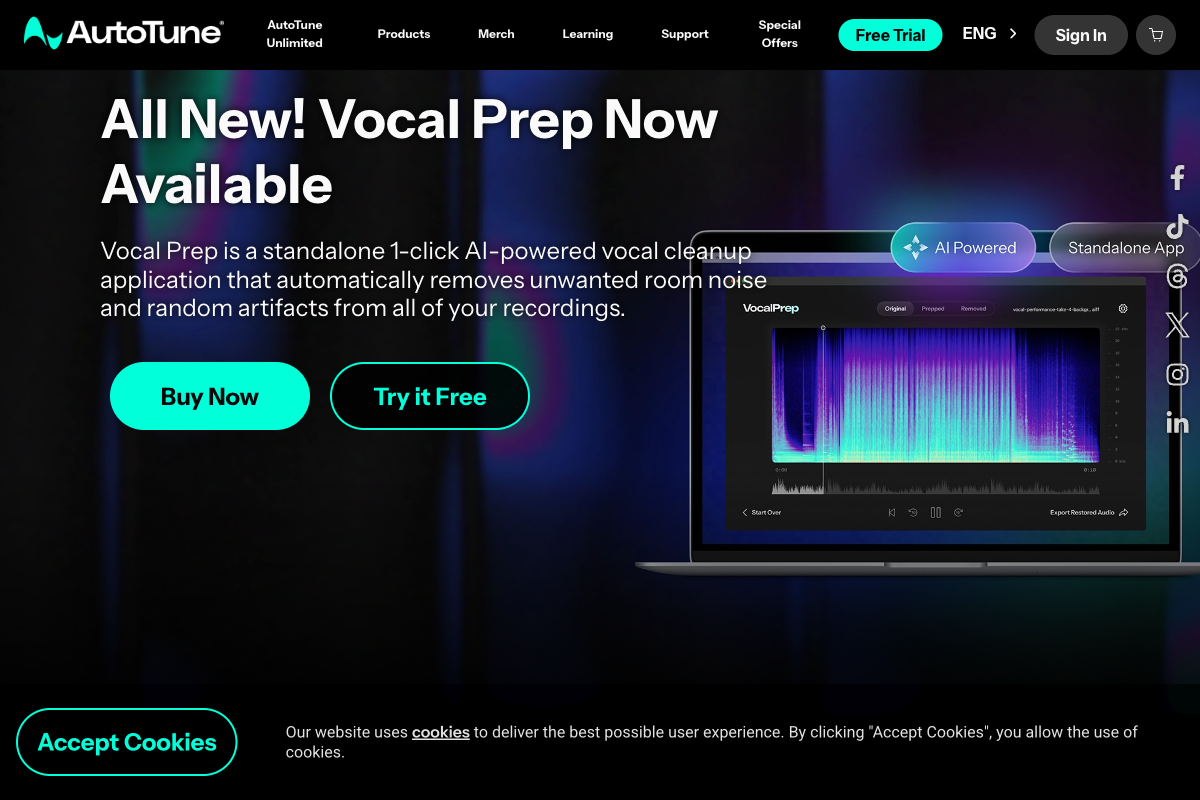 AutoTune®
AutoTune
Unlimited
Products
Merch
Learning
Support
Special
Offers
Free Trial
ENG
Sign In
All New! Vocal Prep Now
Available
Vocal Prep is a standalone 1-click AI-powered vocal cleanup
application that automatically removes unwanted room noise
and random artifacts from all of your recordings.
Buy Now
Try it Free
AI Powered
Standalone App
VocalPrep
Original
Prepped
Removed
vocal-performance-take-4-backgr...aiff
0:00
0:10
Start Over
Export Restored Audio
Accept Cookies
Our website uses cookies to deliver the best possible user experience. By clicking "Accept Cookies", you allow the use of
cookies.